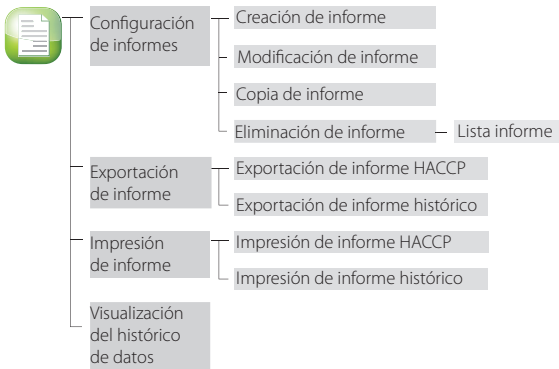 Configuración
de informes
Creación de informe
Modificación de informe
Copia de informe
Eliminación de informe
Lista informe
Exportación
de informe
Exportación de informe HACCP
Exportación de informe histórico
Impresión
de informe
Impresión de informe HACCP
Impresión de informe histórico
Visualización
del histórico
de datos